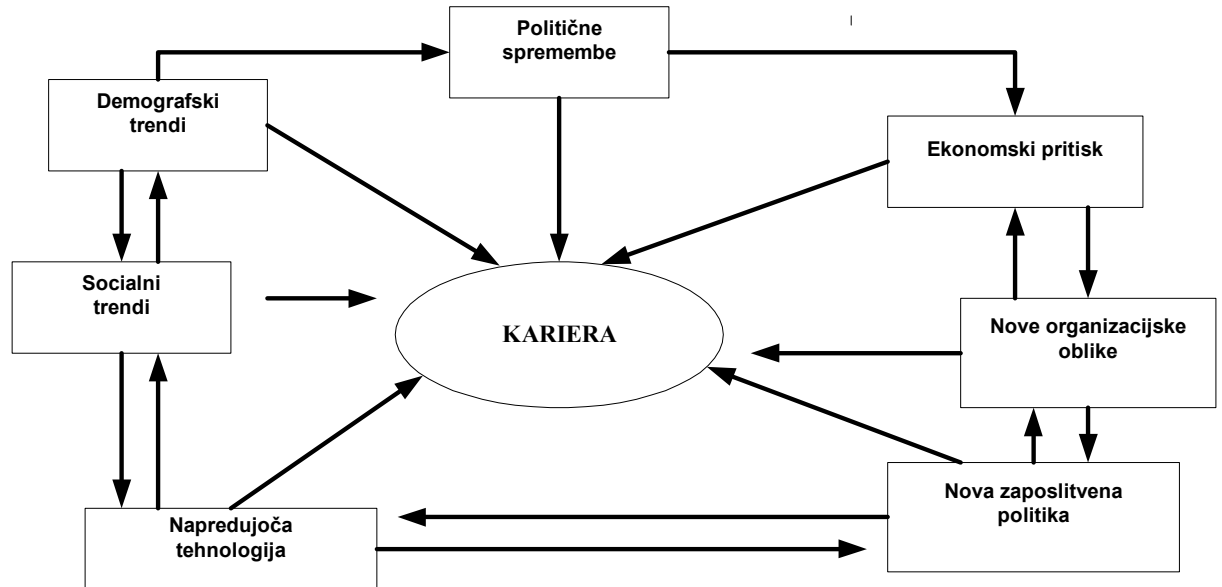 Politične
spremembe
Demografski
trendi
Ekonomski pritisk
Socialni
trendi
KARIERA
Nove organizacijske
oblike
Nova zaposlitvena
politika
Napredujoča
tehnologija